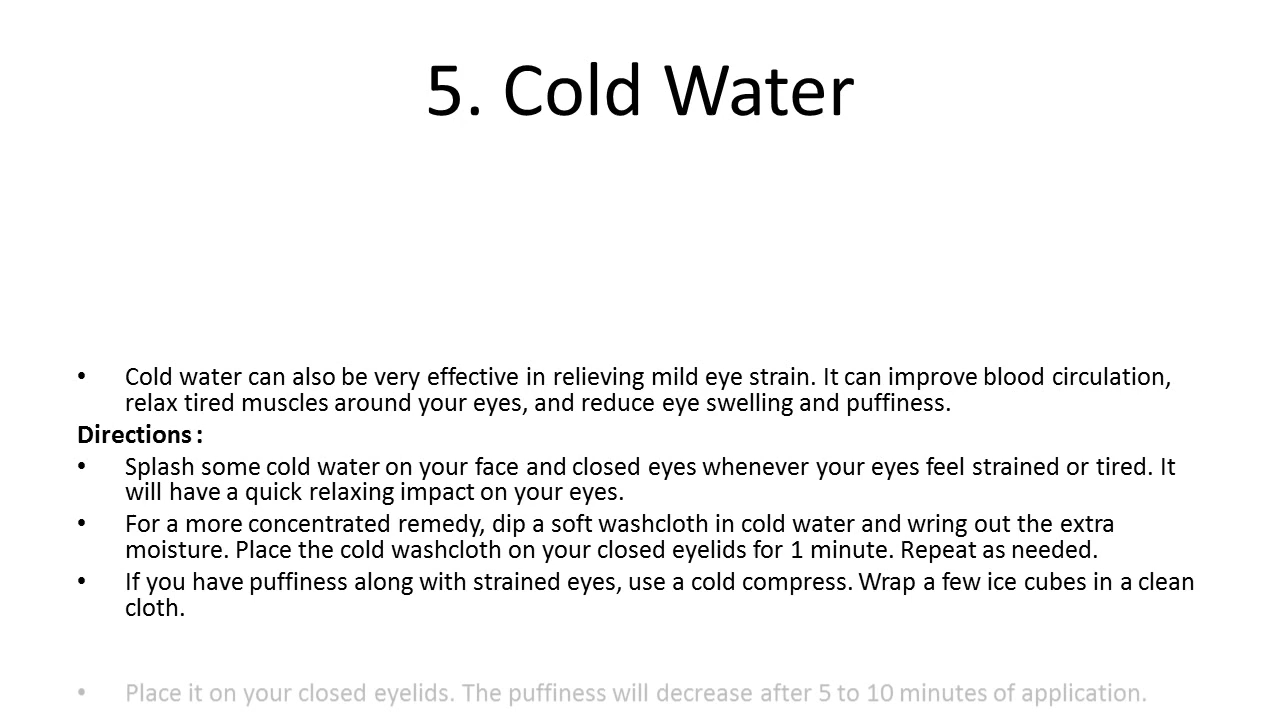 5. Cold Water
• Cold water can also be very effective in relieving mild eye strain. It can improve blood circulation,
relax tired muscles around your eyes, and reduce eye swelling and puffiness.
Directions :
• Splash some cold water on your face and closed eyes whenever your eyes feel strained or tired. It
will have a quick relaxing impact on your eyes.
• For a more concentrated remedy, dip a soft washcloth in cold water and wring out the extra
moisture. Place the cold washcloth on your closed eyelids for 1 minute. Repeat as needed.
• If you have puffiness along with strained eyes, use a cold compress. Wrap a few ice cubes in a clean
cloth.
• Place it on your closed eyelids. The puffiness will decrease after 5 to 10 minutes of application.